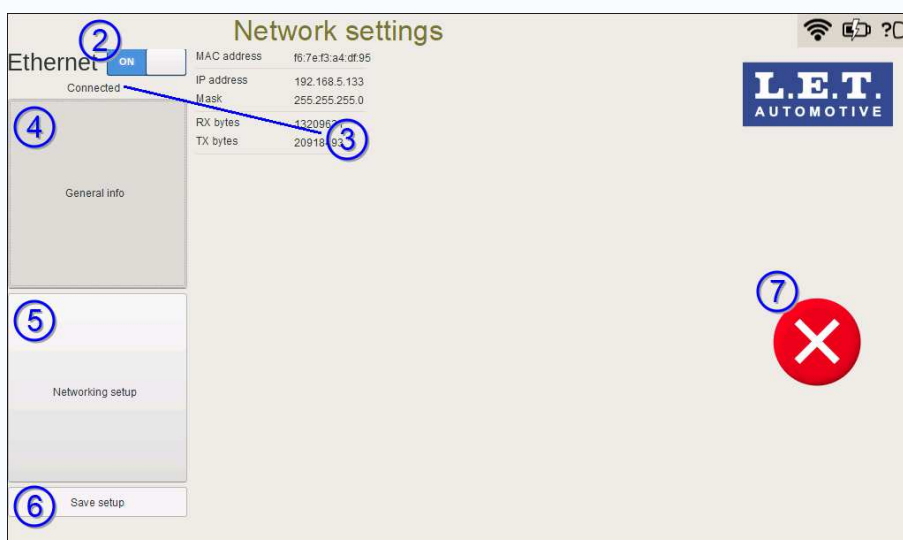 Network settings
?
2
Ethernet ON
Connected
3
MAC address f6:7e:f3:a4:df:95
IP address 192.168.5.133
Mask 255.255.255.0
RX bytes
TX bytes
L.E.T.
AUTOMOTIVE
4
General info
5
Networking setup
6
Save setup
7